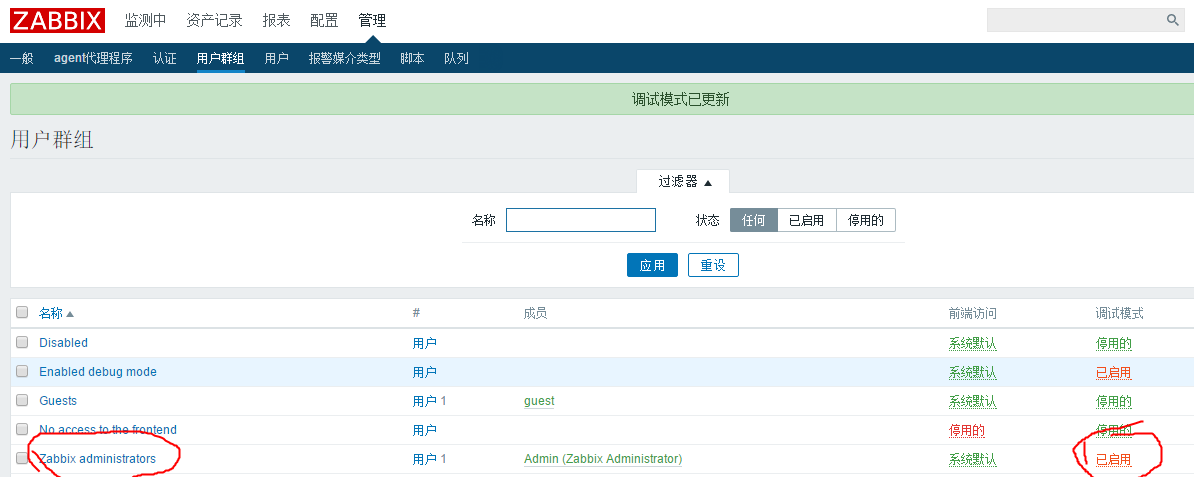 ZABBIX 监测中 资产记录 报表 配置 管理
一般 agent代理程序 认证 用户群组 用户 报警媒介类型 脚本 队列
调试模式已更新
用户群组
过滤器 ▲
名称 状态 任何 已启用 停用的
应用 重设
名称 ▲ # 成员 前端访问 调试模式
Disabled 用户 系统默认 停用的
Enabled debug mode 用户 系统默认 已启用
Guests 用户 1 guest 系统默认 停用的
No access to the frontend 用户 停用的 停用的
Zabbix administrators 用户 1 Admin (Zabbix Administrator) 系统默认 已启用